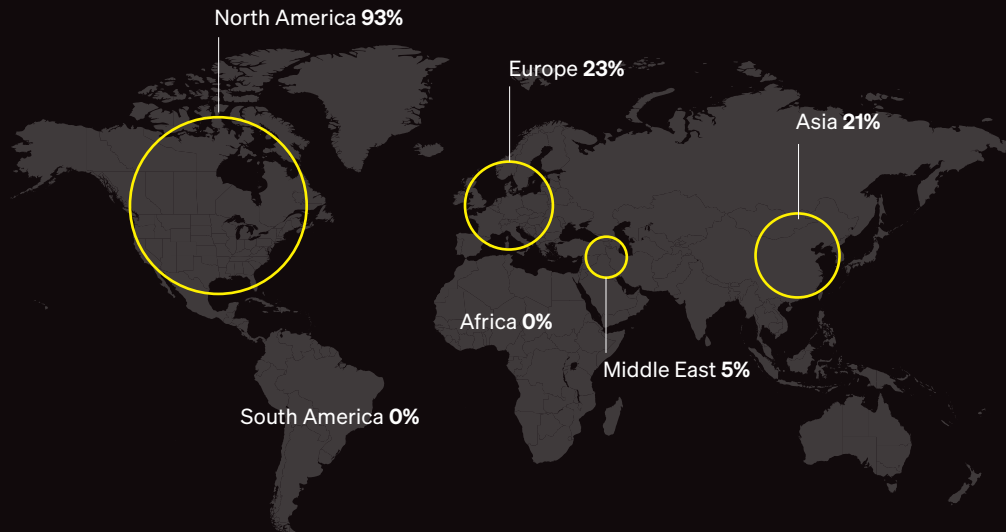 North America 93%
Europe 23%
Asia 21%
Africa 0%
Middle East 5%
South America 0%